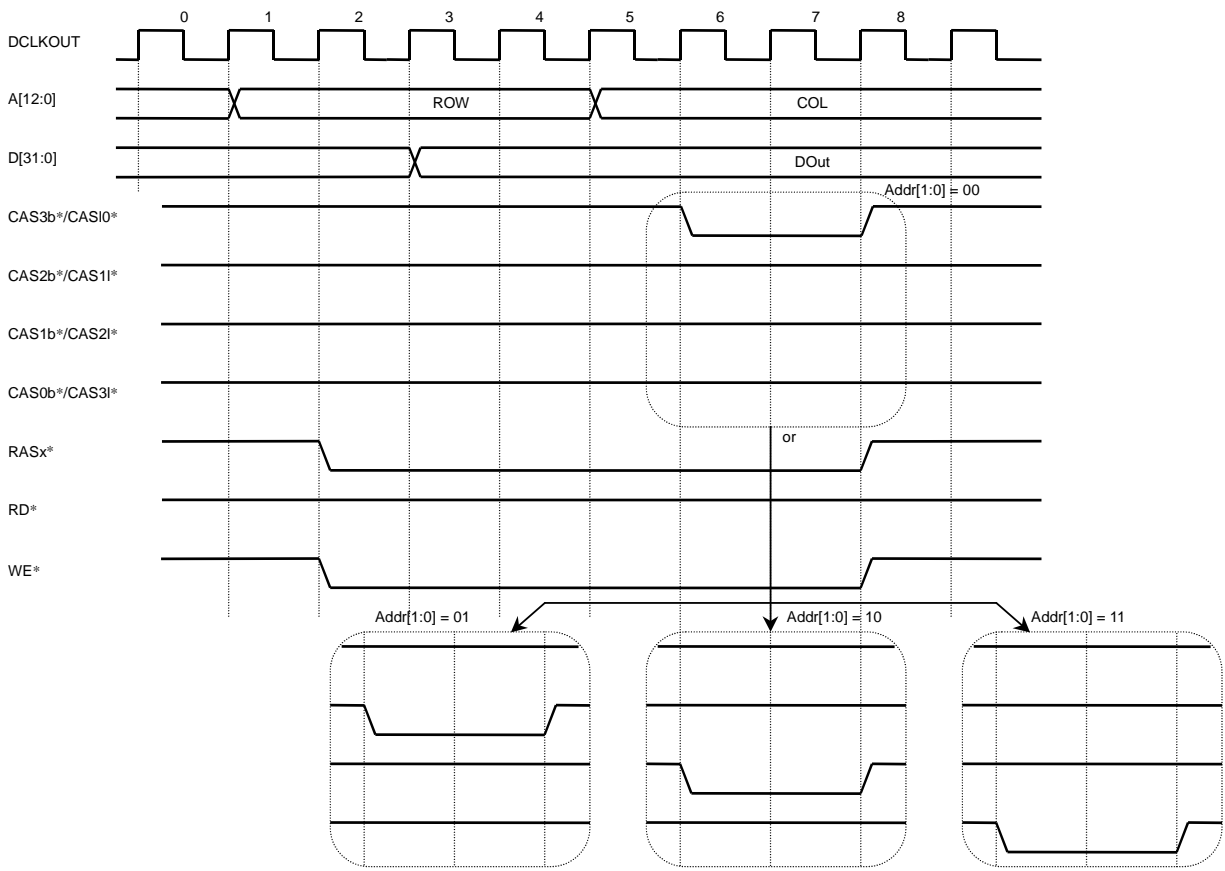 0 1 2 3 4 5 6 7 8
DCLKOUT
A[12:0] ROW COL
D[31:0] DOut
Addr[1:0] = 00
CAS3b*/CASl0*
CAS2b*/CAS1l*
CAS1b*/CAS2l*
CAS0b*/CAS3l*
or
RASx*
RD*
WE*
Addr[1:0] = 01 Addr[1:0] = 10 Addr[1:0] = 11